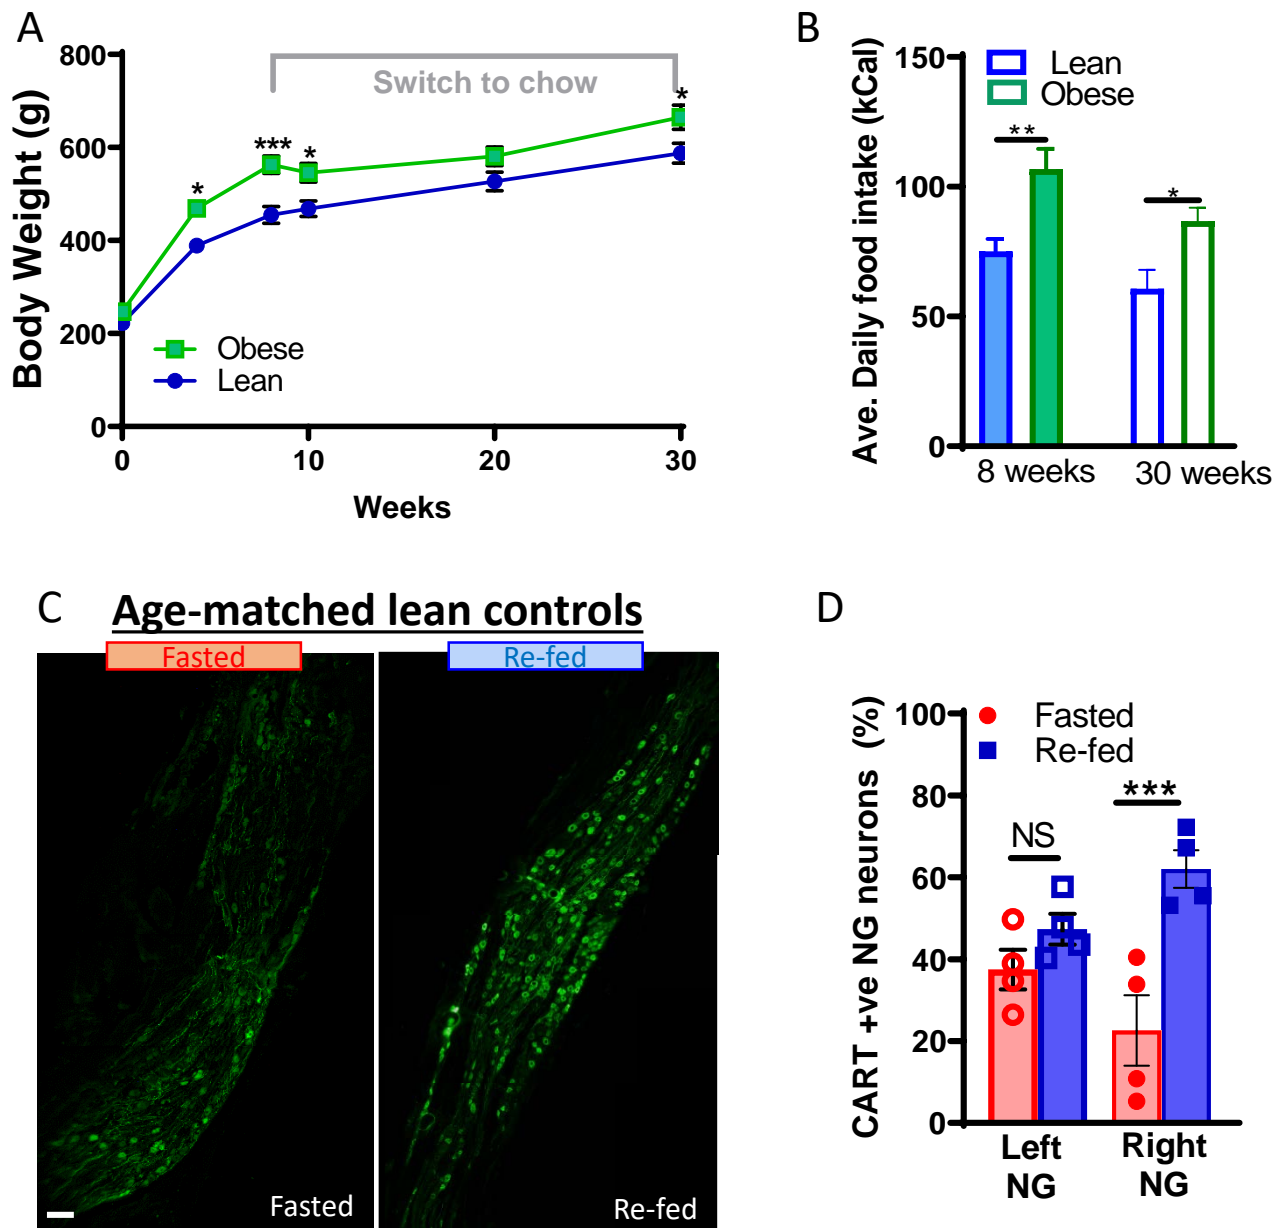 A
800
600
400
200
0
Body Weight (g)
Switch to chow
*
***
*
*
Obese
Lean
0 10 20 30
Weeks
B
150
100
50
0
Ave. Daily food intake (kCal)
Lean
Obese
**
*
8 weeks 30 weeks
C Age-matched lean controls
Fasted Re-fed
Fasted Re-fed
D
100
80
60
40
20
0
CART +ve NG neurons (%)
Fasted
Re-fed
NS
***
Left Right
NG NG